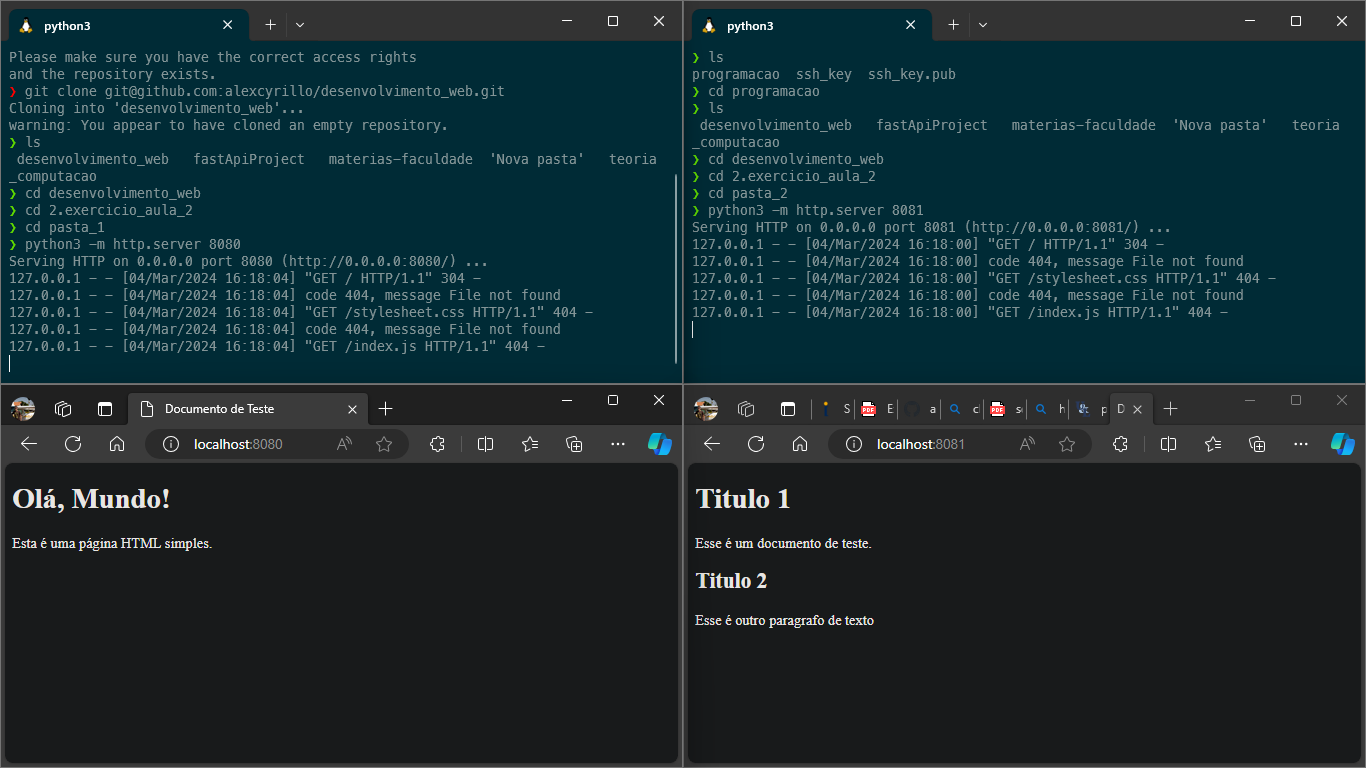 python3
Please make sure you have the correct access rights
and the repository exists.
❯ git clone git@github.com:alexcyrillo/desenvolvimento_web.git
Cloning into 'desenvolvimento_web'...
warning: You appear to have cloned an empty repository.
❯ ls
desenvolvimento_web   fastApiProject   materias-faculdade  'Nova pasta'   teoria
_computacao
❯ cd desenvolvimento_web
❯ cd 2.exercicio_aula_2
❯ cd pasta_1
❯ python3 -m http.server 8080
Serving HTTP on 0.0.0.0 port 8080 (http://0.0.0.0:8080/) ...
127.0.0.1 - - [04/Mar/2024 16:18:04] "GET / HTTP/1.1" 304 -
127.0.0.1 - - [04/Mar/2024 16:18:04] code 404, message File not found
127.0.0.1 - - [04/Mar/2024 16:18:04] "GET /stylesheet.css HTTP/1.1" 404 -
127.0.0.1 - - [04/Mar/2024 16:18:04] code 404, message File not found
127.0.0.1 - - [04/Mar/2024 16:18:04] "GET /index.js HTTP/1.1" 404 -
python3
❯ ls
programacao  ssh_key  ssh_key.pub
❯ cd programacao
❯ ls
desenvolvimento_web   fastApiProject   materias-faculdade  'Nova pasta'   teoria
_computacao
❯ cd desenvolvimento_web
❯ cd 2.exercicio_aula_2
❯ cd pasta_2
❯ python3 -m http.server 8081
Serving HTTP on 0.0.0.0 port 8081 (http://0.0.0.0:8081/) ...
127.0.0.1 - - [04/Mar/2024 16:18:00] "GET / HTTP/1.1" 304 -
127.0.0.1 - - [04/Mar/2024 16:18:00] code 404, message File not found
127.0.0.1 - - [04/Mar/2024 16:18:00] "GET /stylesheet.css HTTP/1.1" 404 -
127.0.0.1 - - [04/Mar/2024 16:18:00] code 404, message File not found
127.0.0.1 - - [04/Mar/2024 16:18:00] "GET /index.js HTTP/1.1" 404 -
Documento de Teste
localhost:8080
Olá, Mundo!
Esta é uma página HTML simples.
S PDF E a PDF D
localhost:8081
Titulo 1
Esse é um documento de teste.
Titulo 2
Esse é outro paragrafo de texto